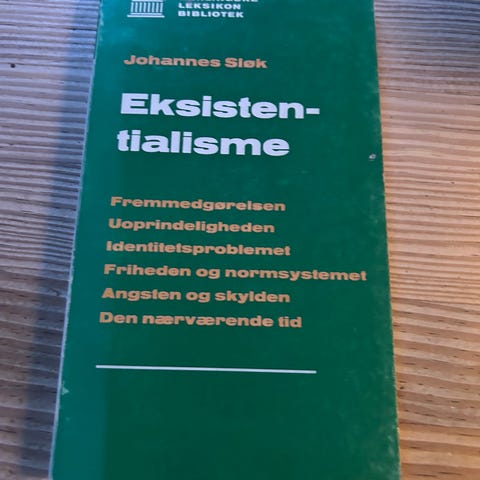 LEKSIKON
BIBLIOTEK
Johannes Sløk
Eksisten-
tialisme
Fremmedgørelsen
Uoprindeligheden
Identitetsproblemet
Friheden og normsystemet
Angsten og skylden
Den nærværende tid